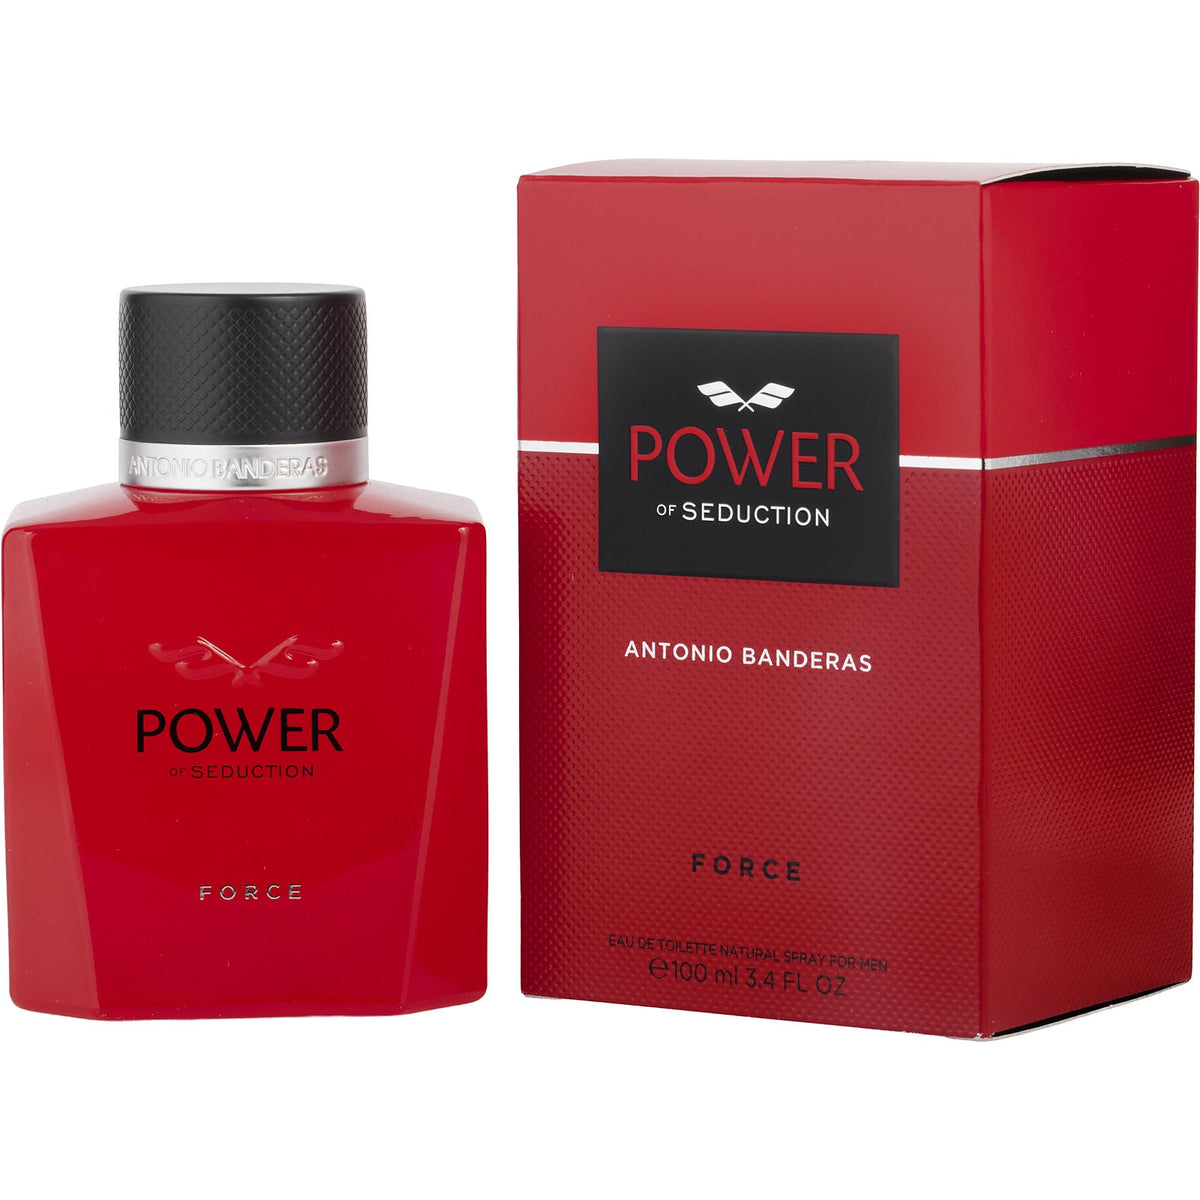 ANTONIO BANDERAS
POWER
OF SEDUCTION
FORCE
POWER
OF SEDUCTION
ANTONIO BANDERAS
FORCE
EAU DE TOILETTE NATURAL SPRAY FOR MEN
℮100 ml 3.4 FL OZ